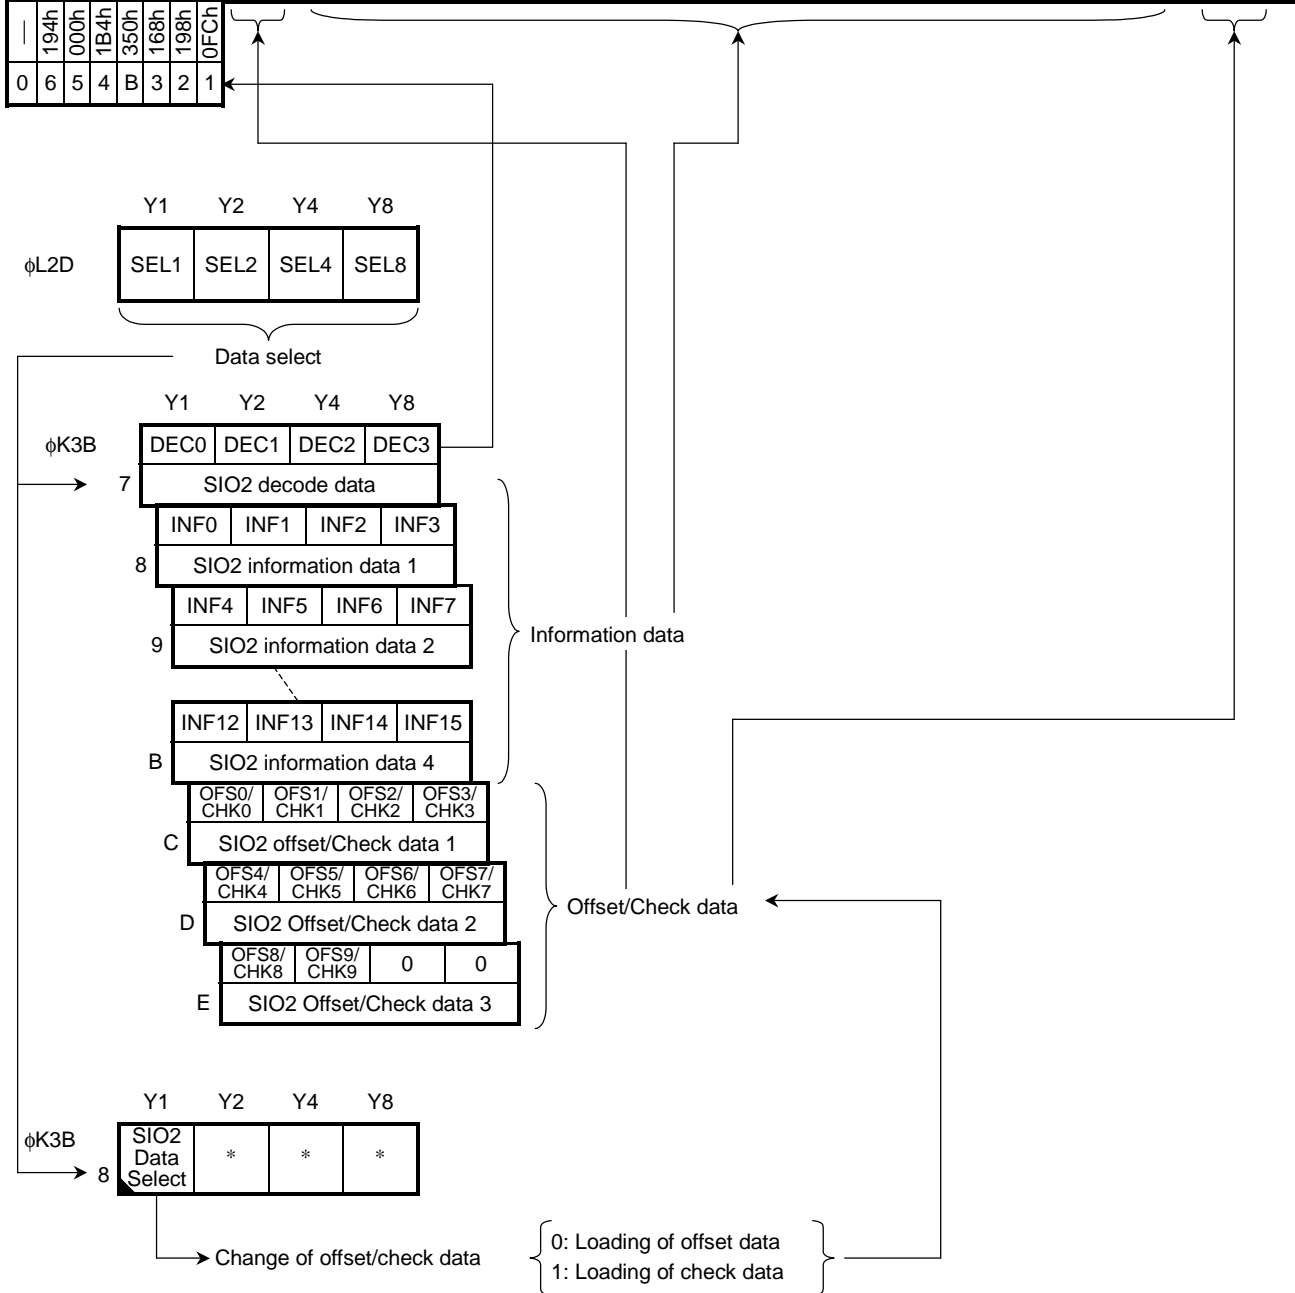 — 194h 000h 1B4h 350h 168h 198h 0FCh
0 6 5 4 B 3 2 1
Y1 Y2 Y4 Y8
ϕL2D SEL1 SEL2 SEL4 SEL8
Data select
Y1 Y2 Y4 Y8
ϕK3B DEC0 DEC1 DEC2 DEC3
7 SIO2 decode data
INF0 INF1 INF2 INF3
8 SIO2 information data 1
INF4 INF5 INF6 INF7
9 SIO2 information data 2
Information data
INF12 INF13 INF14 INF15
B SIO2 information data 4
OFS0/ OFS1/ OFS2/ OFS3/
CHK0 CHK1 CHK2 CHK3
C SIO2 offset/Check data 1
OFS4/ OFS5/ OFS6/ OFS7/
CHK4 CHK5 CHK6 CHK7
Offset/Check data
D SIO2 Offset/Check data 2
OFS8/ OFS9/
CHK8 CHK9 0 0
E SIO2 Offset/Check data 3
Y1 Y2 Y4 Y8
ϕK3B SIO2
Data * * *
8 Select
Change of offset/check data
0: Loading of offset data
1: Loading of check data